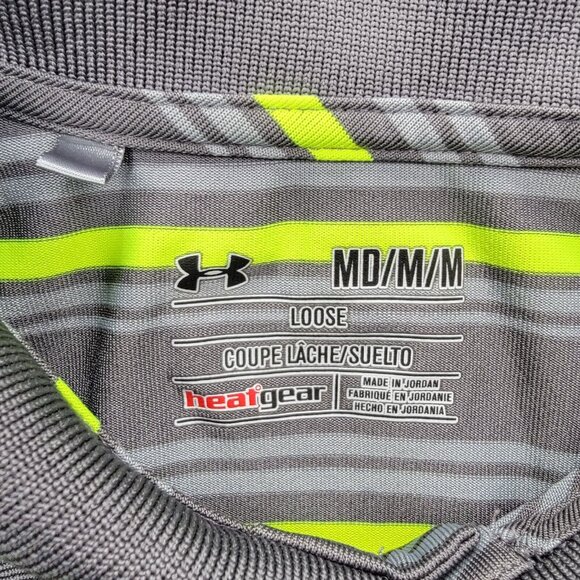 MD/M/M
LOOSE
COUPE LÂCHE/SUELTO
heatgear
MADE IN JORDAN
FABRIQUÉ EN JORDANIE
HECHO EN JORDANIA